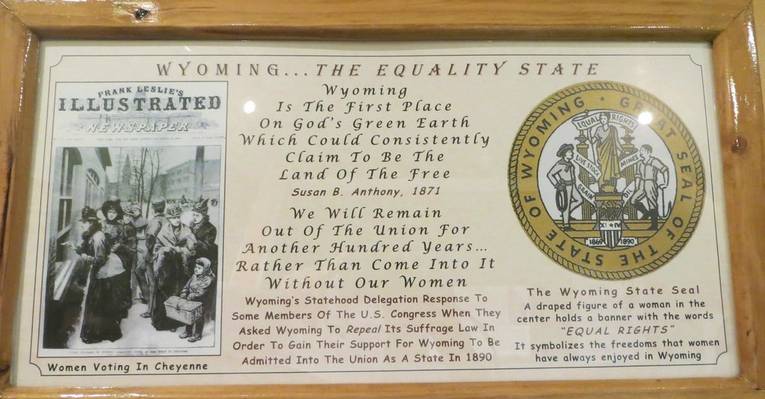 WYOMING...THE EQUALITY STATE
FRANK LESLIE'S
ILLUSTRATED
NEWSPAPER
Women Voting In Cheyenne
Wyoming
Is The First Place
On God's Green Earth
Which Could Consistently
Claim To Be The
Land Of The Free
Susan B. Anthony, 1871
We Will Remain
Out Of The Union For
Another Hundred Years...
Rather Than Come Into It
Without Our Women
Wyoming's Statehood Delegation Response To
Some Members Of The U.S. Congress When They
Asked Wyoming To Repeal Its Suffrage Law In
Order To Gain Their Support For Wyoming To Be
Admitted Into The Union As A State In 1890
GREAT SEAL OF THE STATE OF WYOMING
EQUAL RIGHTS
LIVE STOCK
MINES
GRAIN
OIL
1869 1890
The Wyoming State Seal
A draped figure of a woman in the
center holds a banner with the words
"EQUAL RIGHTS"
It symbolizes the freedoms that women
have always enjoyed in Wyoming